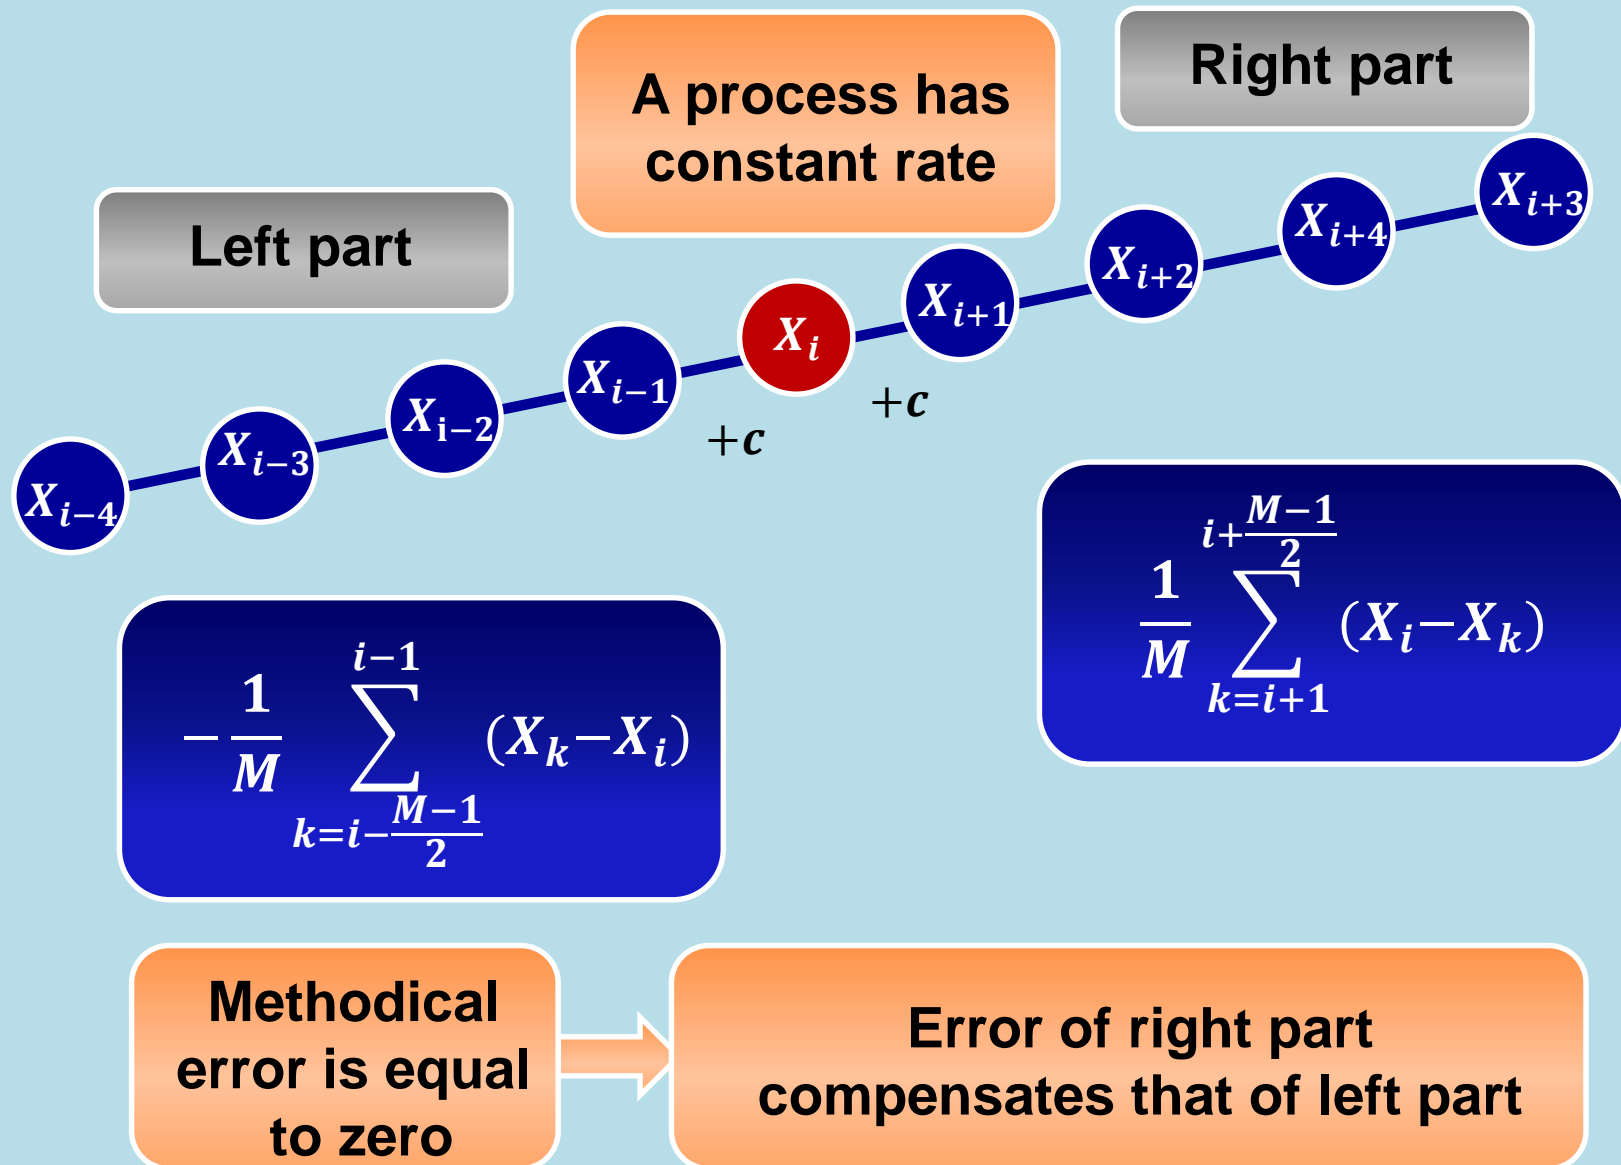 A process has
constant rate
Right part
Left part
X_{i-4}
X_{i-3}
X_{i-2}
X_{i-1}
X_i
X_{i+1}
X_{i+2}
X_{i+4}
X_{i+3}
+c
+c
-\frac{1}{M} \sum_{k=i-\frac{M-1}{2}}^{i-1} (X_k-X_i)
\frac{1}{M} \sum_{k=i+1}^{i+\frac{M-1}{2}} (X_i-X_k)
Methodical
error is equal
to zero
Error of right part
compensates that of left part